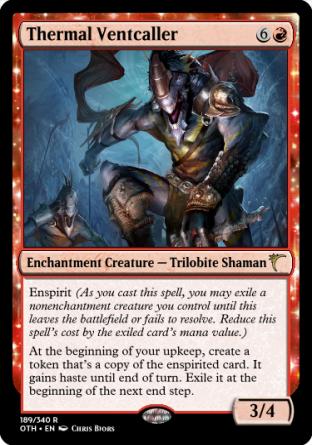 Thermal Ventcaller 6
Enchantment Creature — Trilobite Shaman
Enspirit (As you cast this spell, you may exile a
nonenchantment creature you control until this
leaves the battlefield or fails to resolve. Reduce this
spell's cost by the exiled card's mana value.)
At the beginning of your upkeep, create a
token that's a copy of the enspirited card. It
gains haste until end of turn. Exile it at the
beginning of the next end step.
3/4
189/340 R
OTH • EN Chris Bjors